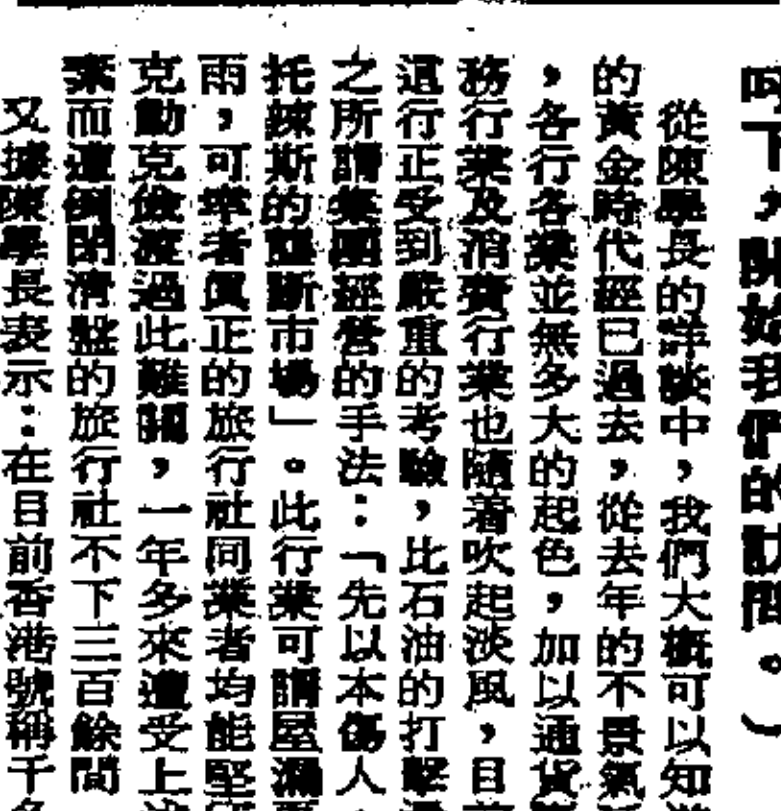 下，開始我們的訪問。）
從陳學長的詳談中，我們大概可以知
的黃金時代經已過去，從去年的不景氣
，各行各業並無多大的起色，加以通貨
務行業及消費行業也隨着吹起淡風，目
這行正受到嚴重的考驗，比石油的打擊
之所謂集團經營的手法：「先以本傷人，
托辣斯的壟斷市場」。此行業可謂屋漏
雨，可幸者真正的旅行社同業者均能堅
克勤克儉渡過此難關，一年多來遭受上
素而遭倒閉清盤的旅行社不下三百餘間
又據陳學長表示：在目前香港號稱千